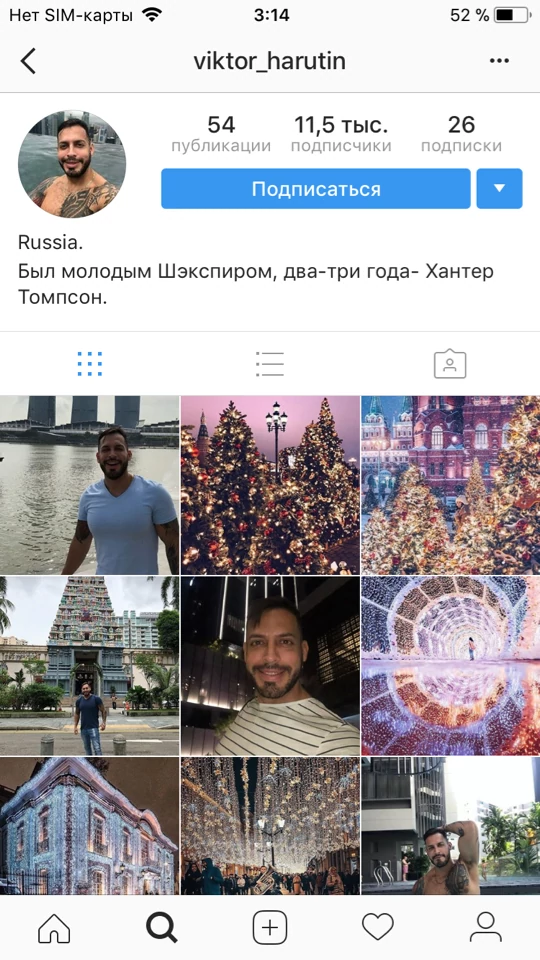 Нет SIM-карты 3:14 52 %
viktor_harutin
54 11,5 тыс. 26
публикации подписчики подписки
Подписаться
Russia.
Был молодым Шэкспиром, два-три года- Хантер
Томпсон.